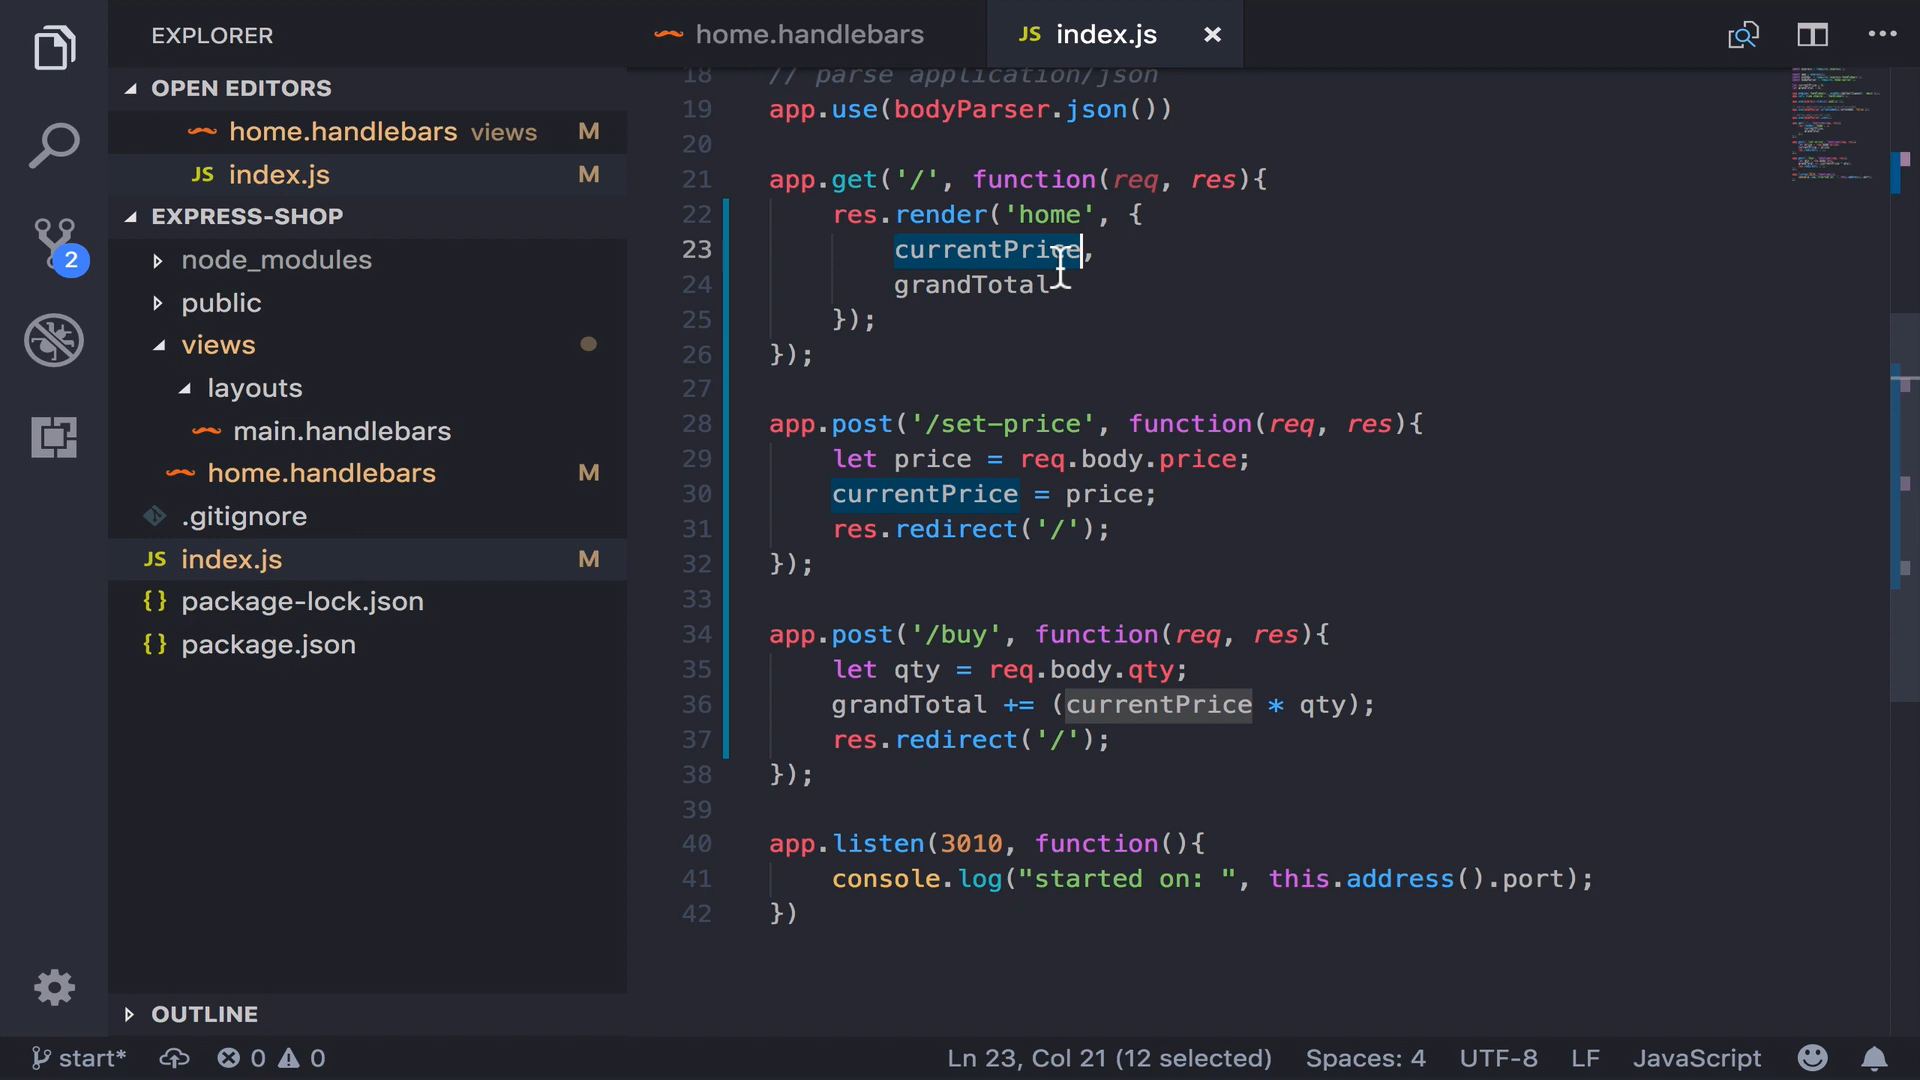 EXPLORER
home.handlebars
JS index.js
OPEN EDITORS
home.handlebars views M
JS index.js M
EXPRESS-SHOP
node_modules
public
views
layouts
main.handlebars
home.handlebars M
.gitignore
JS index.js M
{} package-lock.json
{} package.json
OUTLINE
2
18 // parse application/json
19 app.use(bodyParser.json())
20
21 app.get('/', function(req, res){
22 res.render('home', {
23 currentPrice,
24 grandTotal
25 });
26 });
27
28 app.post('/set-price', function(req, res){
29 let price = req.body.price;
30 currentPrice = price;
31 res.redirect('/');
32 });
33
34 app.post('/buy', function(req, res){
35 let qty = req.body.qty;
36 grandTotal += (currentPrice * qty);
37 res.redirect('/');
38 });
39
40 app.listen(3010, function(){
41 console.log("started on: ", this.address().port);
42 })
start* 0 0 Ln 23, Col 21 (12 selected) Spaces: 4 UTF-8 LF JavaScript